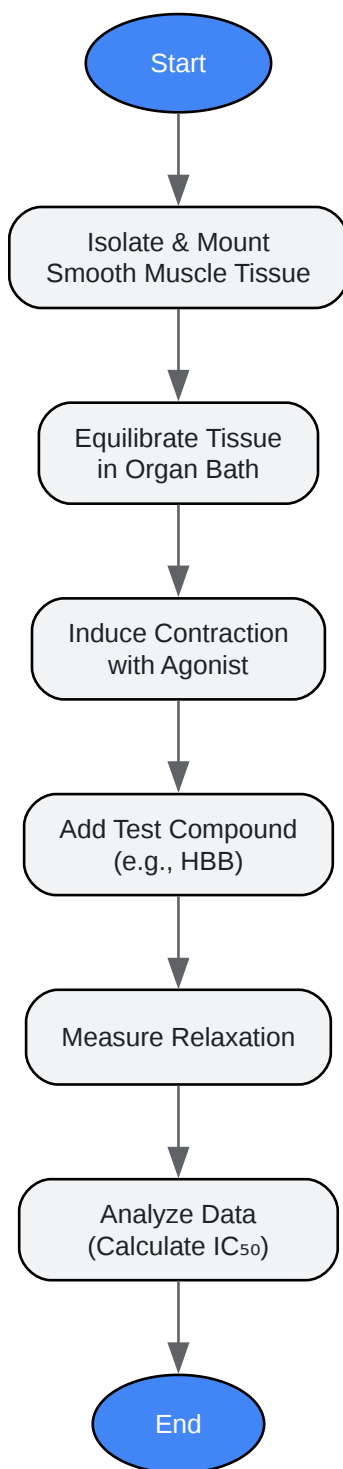 Start
Isolate & Mount
Smooth Muscle Tissue
Equilibrate Tissue
in Organ Bath
Induce Contraction
with Agonist
Add Test Compound
(e.g., HBB)
Measure Relaxation
Analyze Data
(Calculate IC₅₀)
End